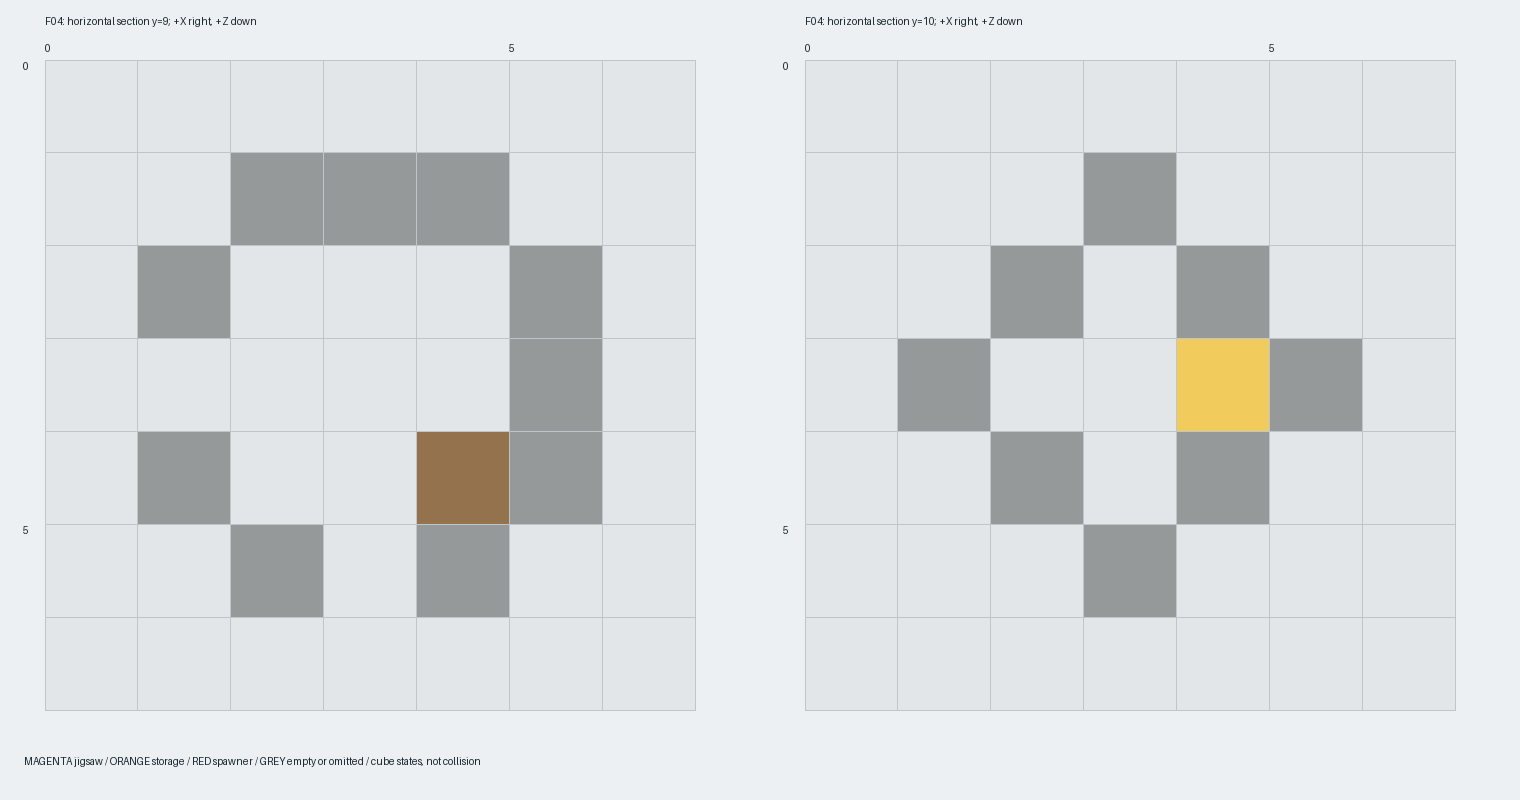 F04: horizontal section y=9; +X right, +Z down
F04: horizontal section y=10; +X right, +Z down
0 5
0 5
0
0
5
5
MAGENTA jigsaw / ORANGE storage / RED spawner / GREY empty or omitted / cube states, not collision